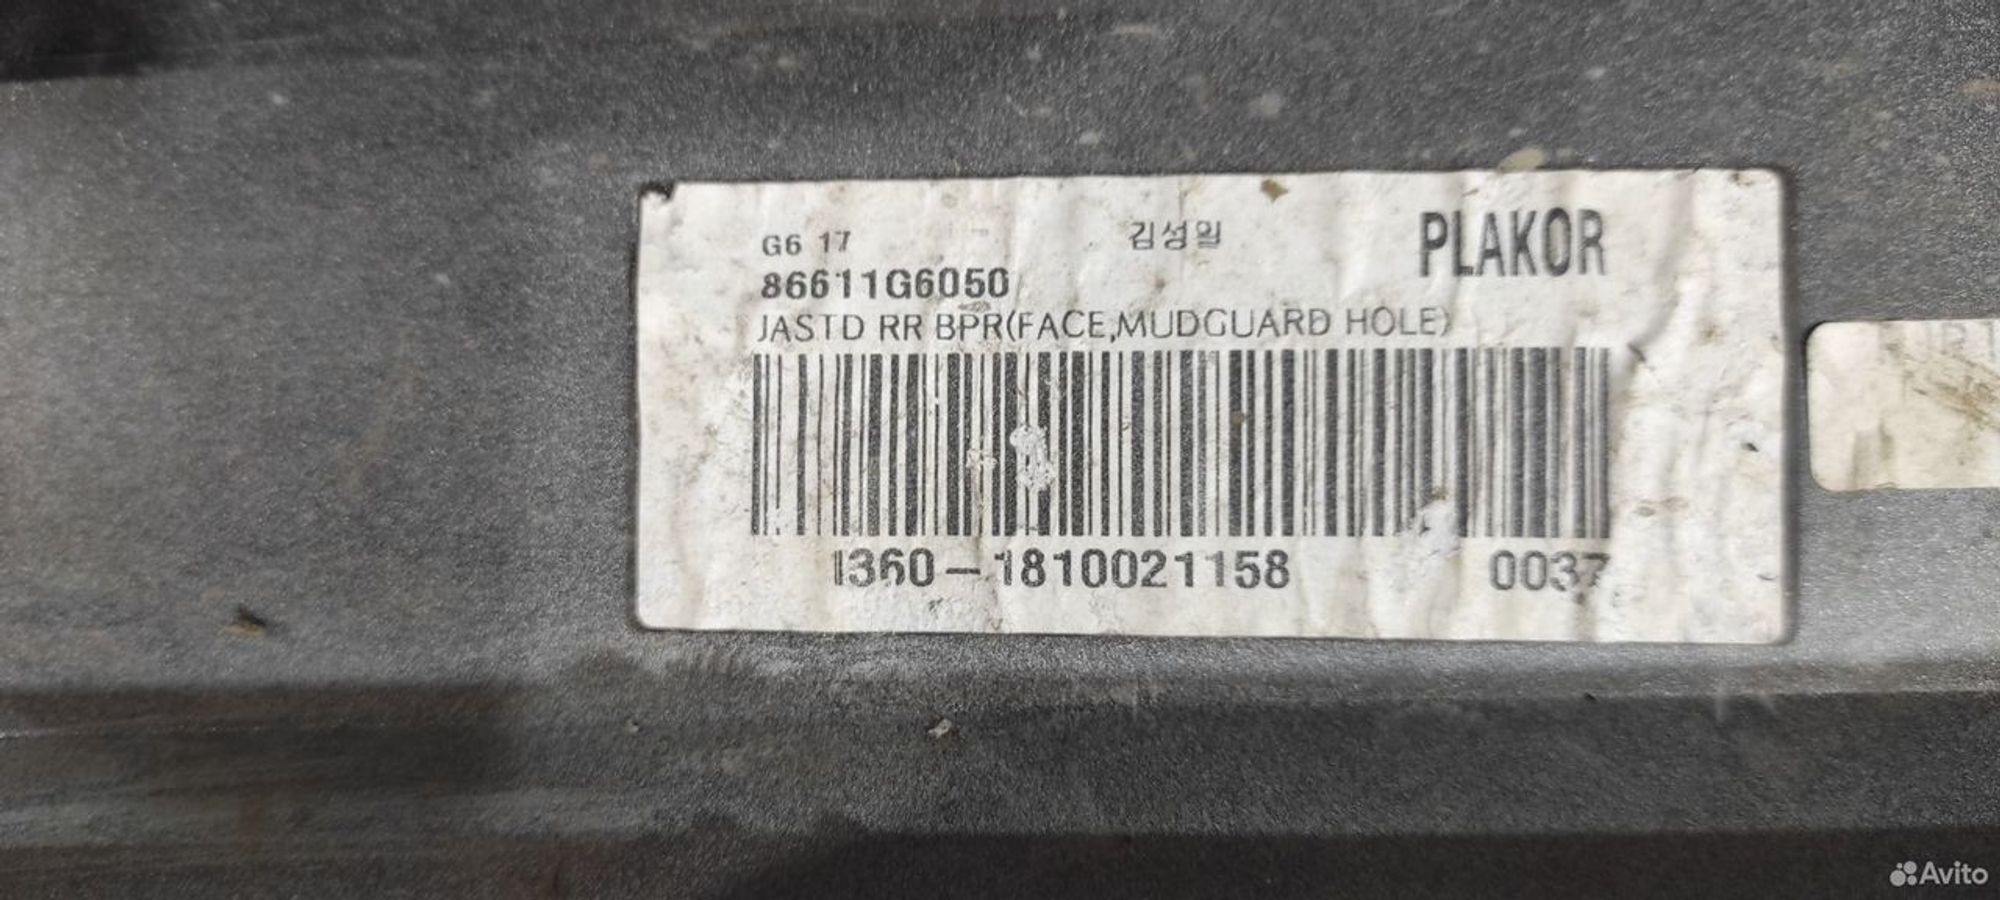 G6 17 김성일 PLAKOR
86611G6050
JASTD RR BPR(FACE,MUDGUARD HOLE)
I360-1810021158 0037
Avito